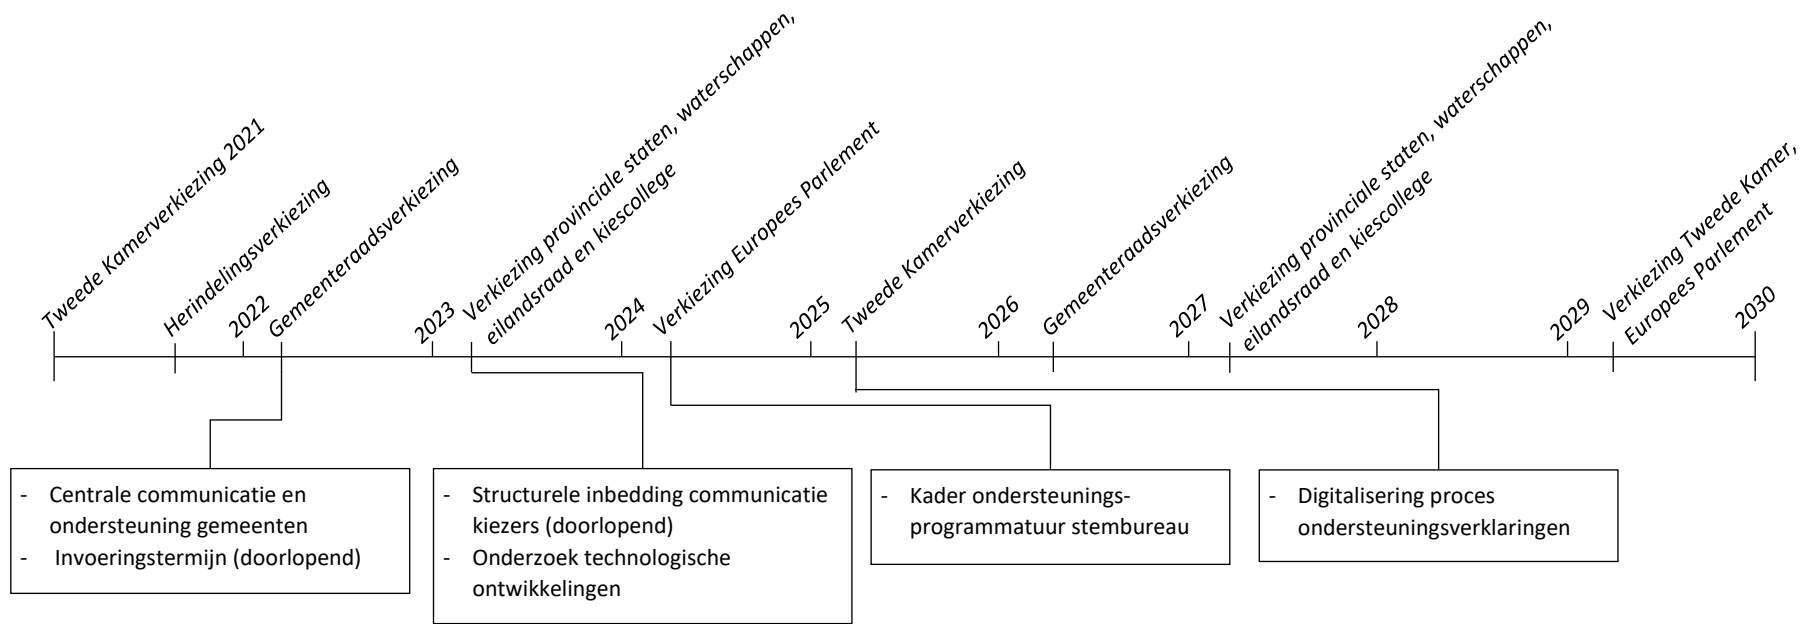 Tweede Kamerverkiezing 2021
Herindelingsverkiezing
2022
Gemeenteraadsverkiezing
2023
Verkiezing provinciale staten, waterschappen,
eilandsraad en kiescollege
2024
Verkiezing Europees Parlement
2025
Tweede Kamerverkiezing
2026
Gemeenteraadsverkiezing
2027
Verkiezing provinciale staten, waterschappen,
eilandsraad en kiescollege
2028
2029
Verkiezing Tweede Kamer,
Europees Parlement
2030
- Centrale communicatie en
ondersteuning gemeenten
- Invoeringstermijn (doorlopend)
- Structurele inbedding communicatie
kiezers (doorlopend)
- Onderzoek technologische
ontwikkelingen
- Kader ondersteunings-
programmatuur stembureau
- Digitalisering proces
ondersteuningsverklaringen